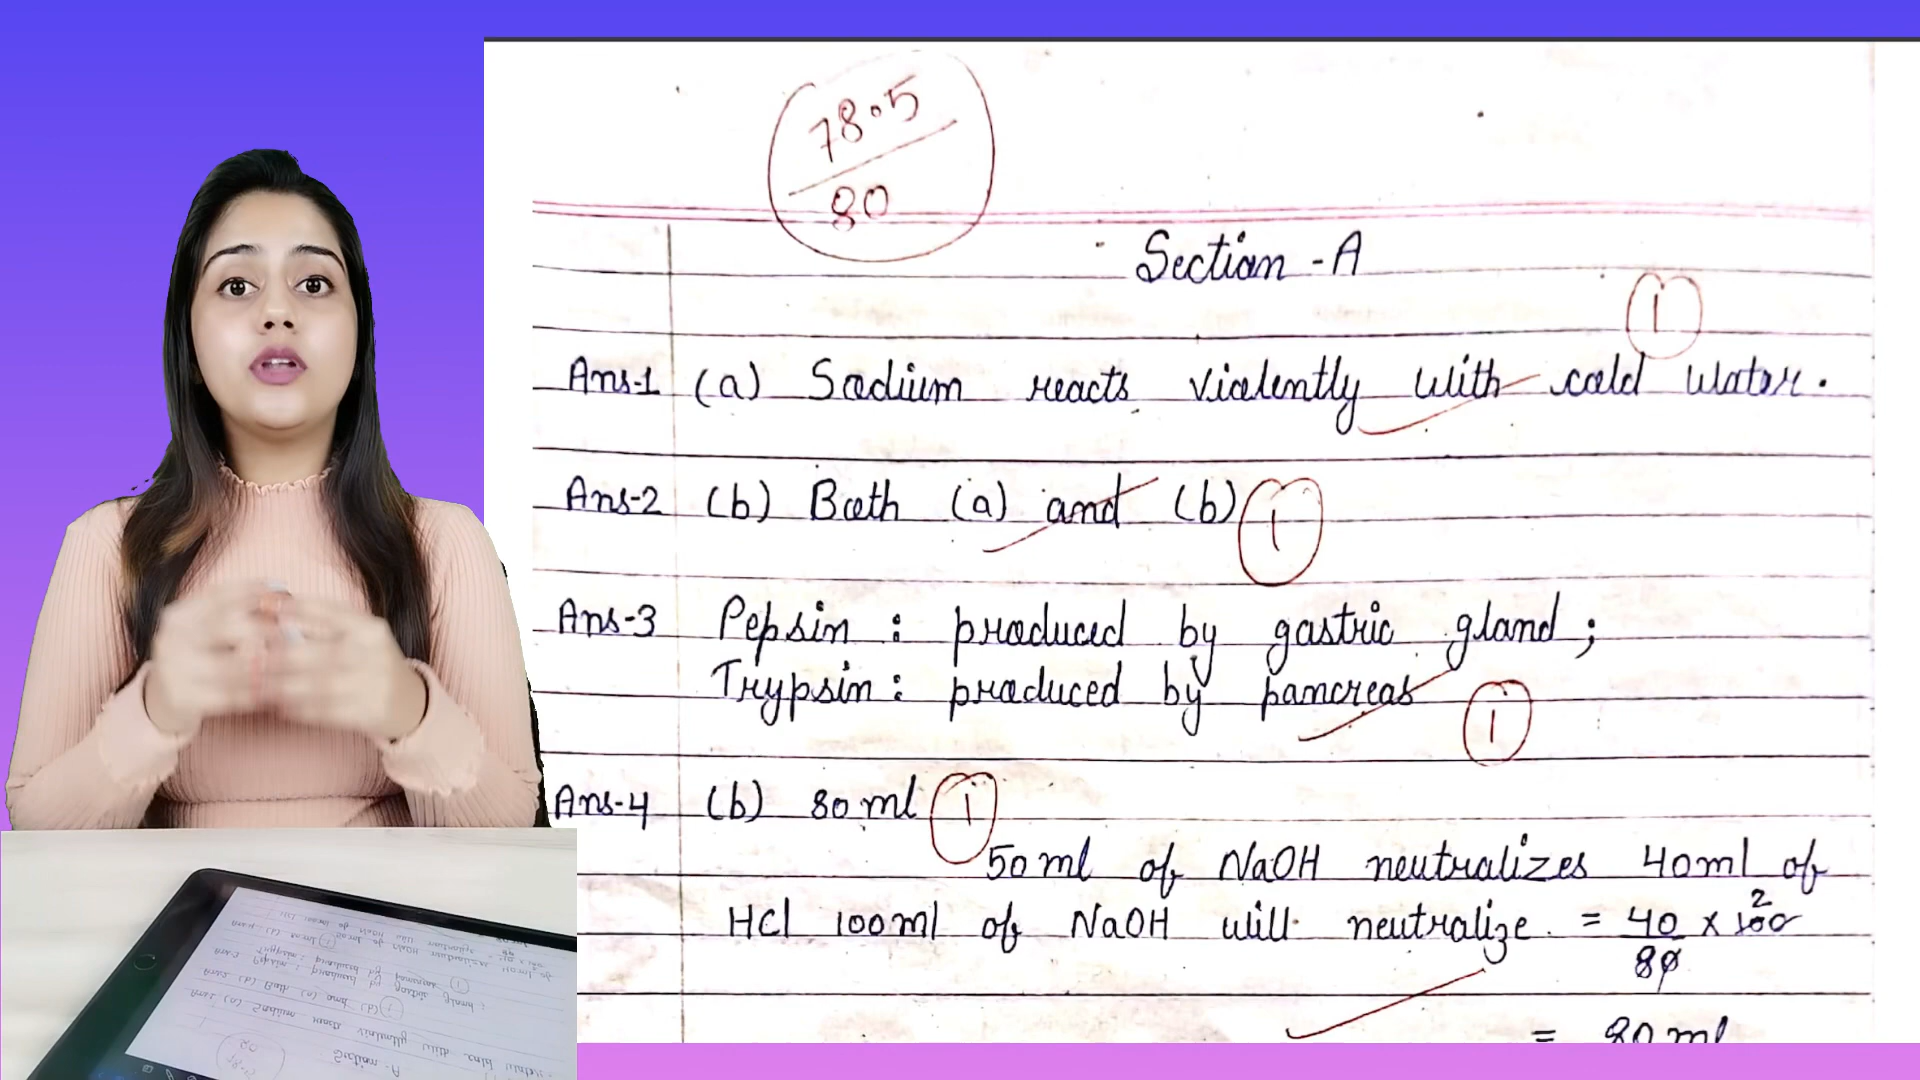 78.5
80
Section - A
1
Ans-1 (a) Sodium reacts violently with cold water.
Ans-2 (b) Both (a) and (b) 1
Ans-3 Pepsin : produced by gastric gland ;
Trypsin : produced by pancreas 1
Ans-4 (b) 80 ml 1
50 ml of NaOH neutralizes 40 ml of
HCl 100 ml of NaOH will neutralize = 40 x 100 2
80
= 80 ml